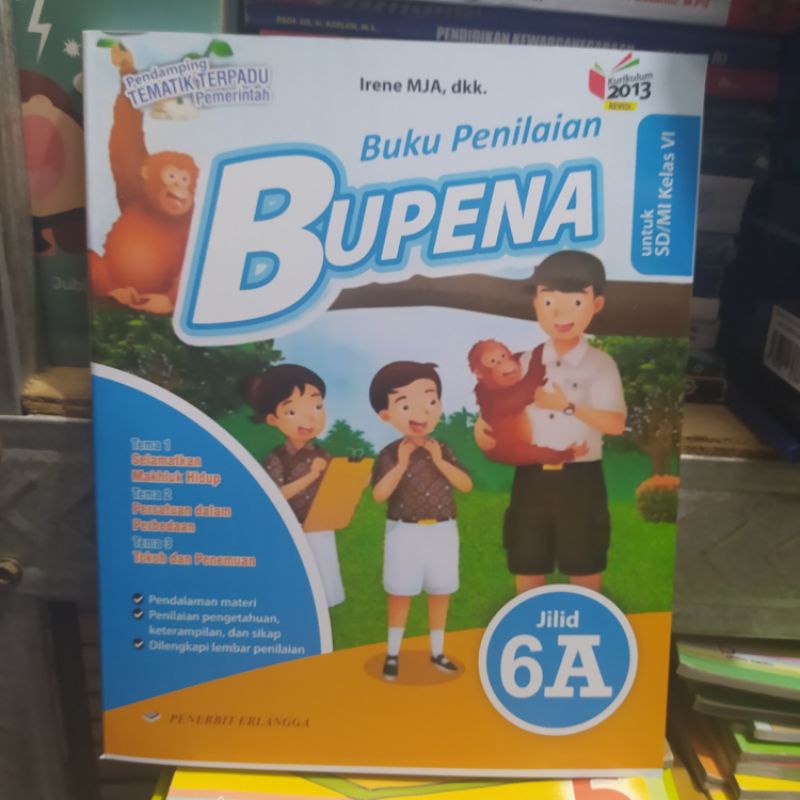 PENDIDIKAN KEWARGANEGARAAN
Pendamping
TEMATIK TERPADU
Pemerintah
Irene MJA, dkk.
Kurikulum
2013
REVISI
Buku Penilaian
BUPENA
untuk
SD/MI Kelas VI
Tema 1
Selamatkan
Makhluk Hidup
Tema 2
Persatuan dalam
Perbedaan
Tema 3
Tokoh dan Penemuan
Pendalaman materi
Penilaian pengetahuan,
keterampilan, dan sikap
Dilengkapi lembar penilaian
Jilid
6A
PENERBIT ERLANGGA